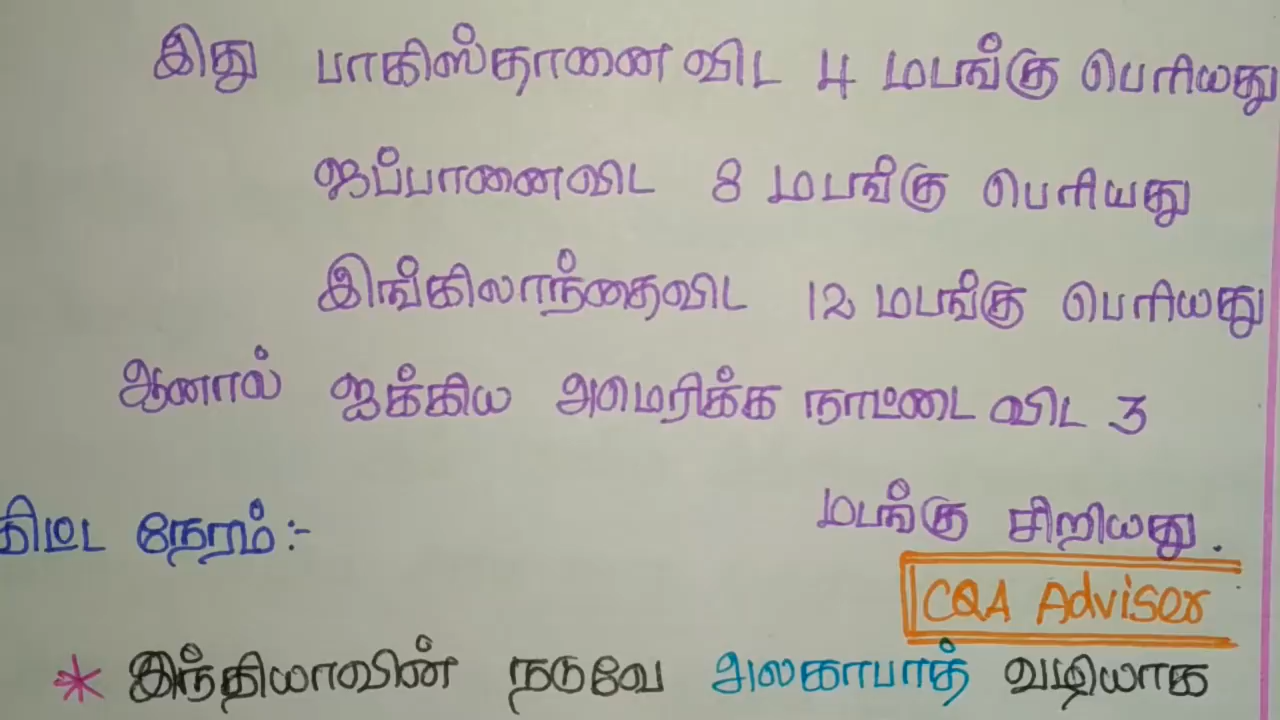 இது பாகிஸ்தானை விட 4 மடங்கு பெரியது
ஜப்பானைவிட 8 மடங்கு பெரியது
இங்கிலாந்தைவிட 12 மடங்கு பெரியது
ஆனால் ஐக்கிய அமெரிக்க நாட்டை விட 3
மடங்கு சிறியது.
திட்ட நேரம் :-
CQA Adviser
* இந்தியாவின் நடுவே அலகாபாத் வழியாக